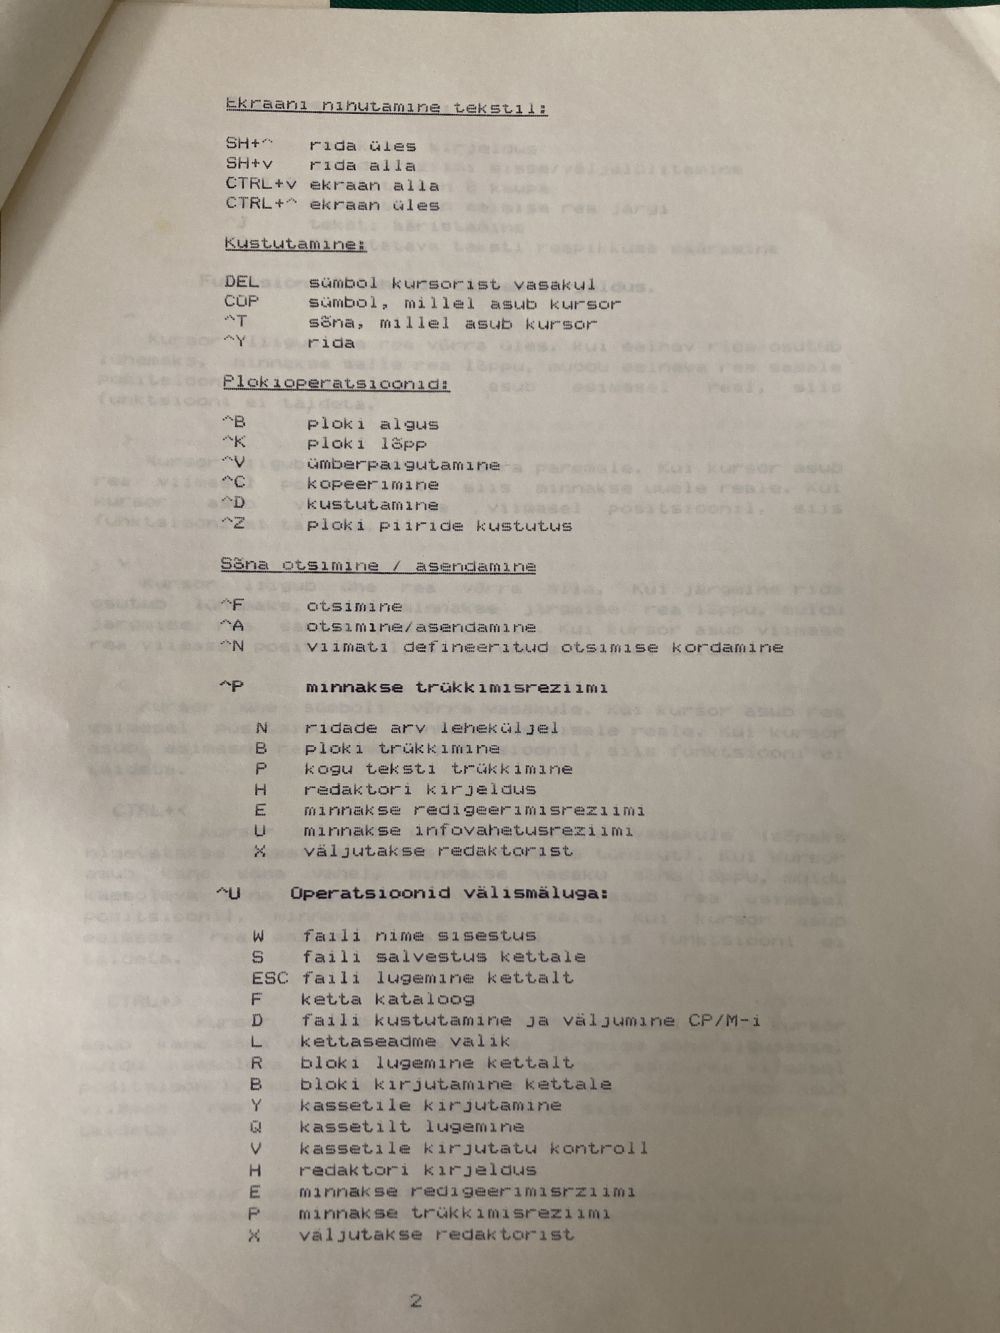 Ekraani nihutamine tekstil:
SH+^ rida üles
SH+v rida alla
CTRL+v ekraan alla
CTRL+^ ekraan üles
Kustutamine:
DEL sümbol kursorist vasakul
COP sümbol, millel asub kursor
^T sõna, millel asub kursor
^Y rida
Plokioperatsioonid:
^B ploki algus
^K ploki lõpp
^V ümberpaigutamine
^C kopeerimine
^D kustutamine
^Z ploki piiride kustutus
Sõna otsimine / asendamine
^F otsimine
^A otsimine/asendamine
^N viimati defineeritud otsimise kordamine
^P minnakse trükkimisreziimi
N ridade arv leheküljel
B ploki trükkimine
P kogu teksti trükkimine
H redaktori kirjeldus
E minnakse redigeerimisreziimi
U minnakse infovahetusreziimi
X väljutakse redaktorist
^U Operatsioonid välismäluga:
W faili nime sisestus
S faili salvestus kettale
ESC faili lugemine kettalt
F ketta kataloog
D faili kustutamine ja väljumine CP/M-i
L kettaseadme valik
R bloki lugemine kettalt
B bloki kirjutamine kettale
Y kassetile kirjutamine
Q kassetilt lugemine
V kassetile kirjutatu kontroll
H redaktori kirjeldus
E minnakse redigeerimisrziimi
P minnakse trükkimisreziimi
X väljutakse redaktorist
2